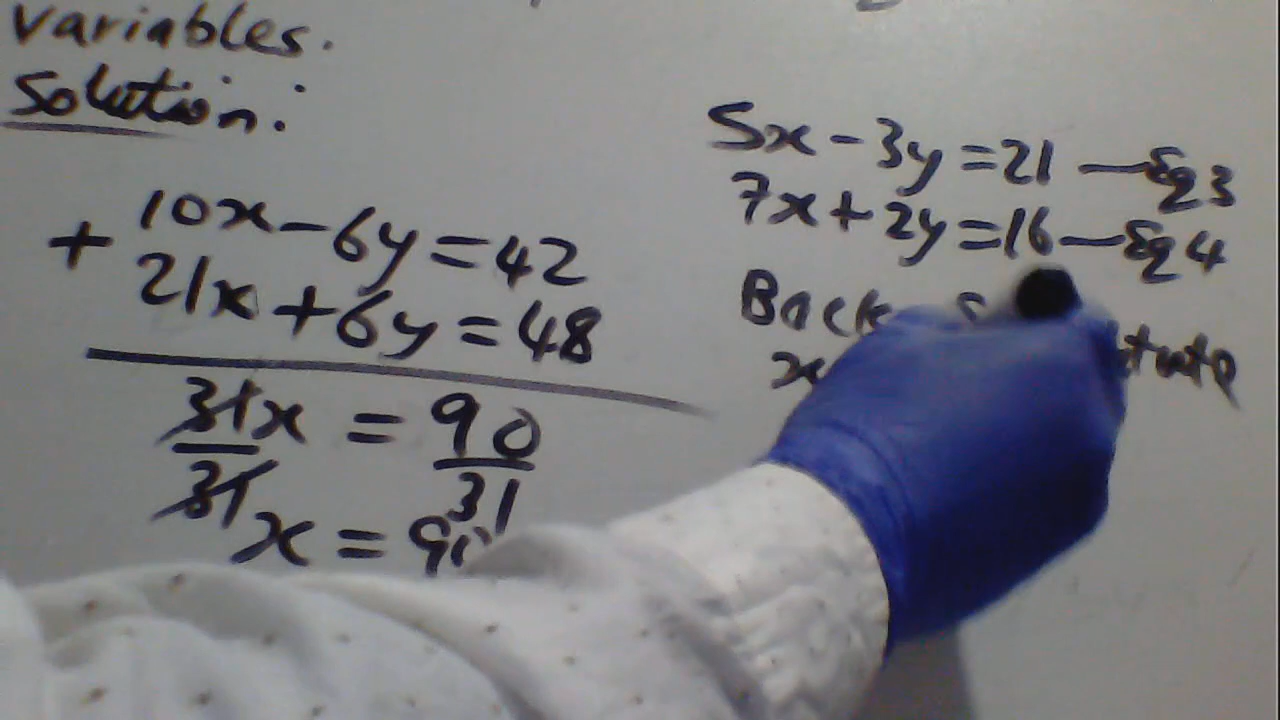 variables.
Solution:
+ 10x - 6y = 42
21x + 6y = 48
31x = 90
31 31
x = 90
5x - 3y = 21 — Eq 3
7x + 2y = 16 — Eq 4
Back
x